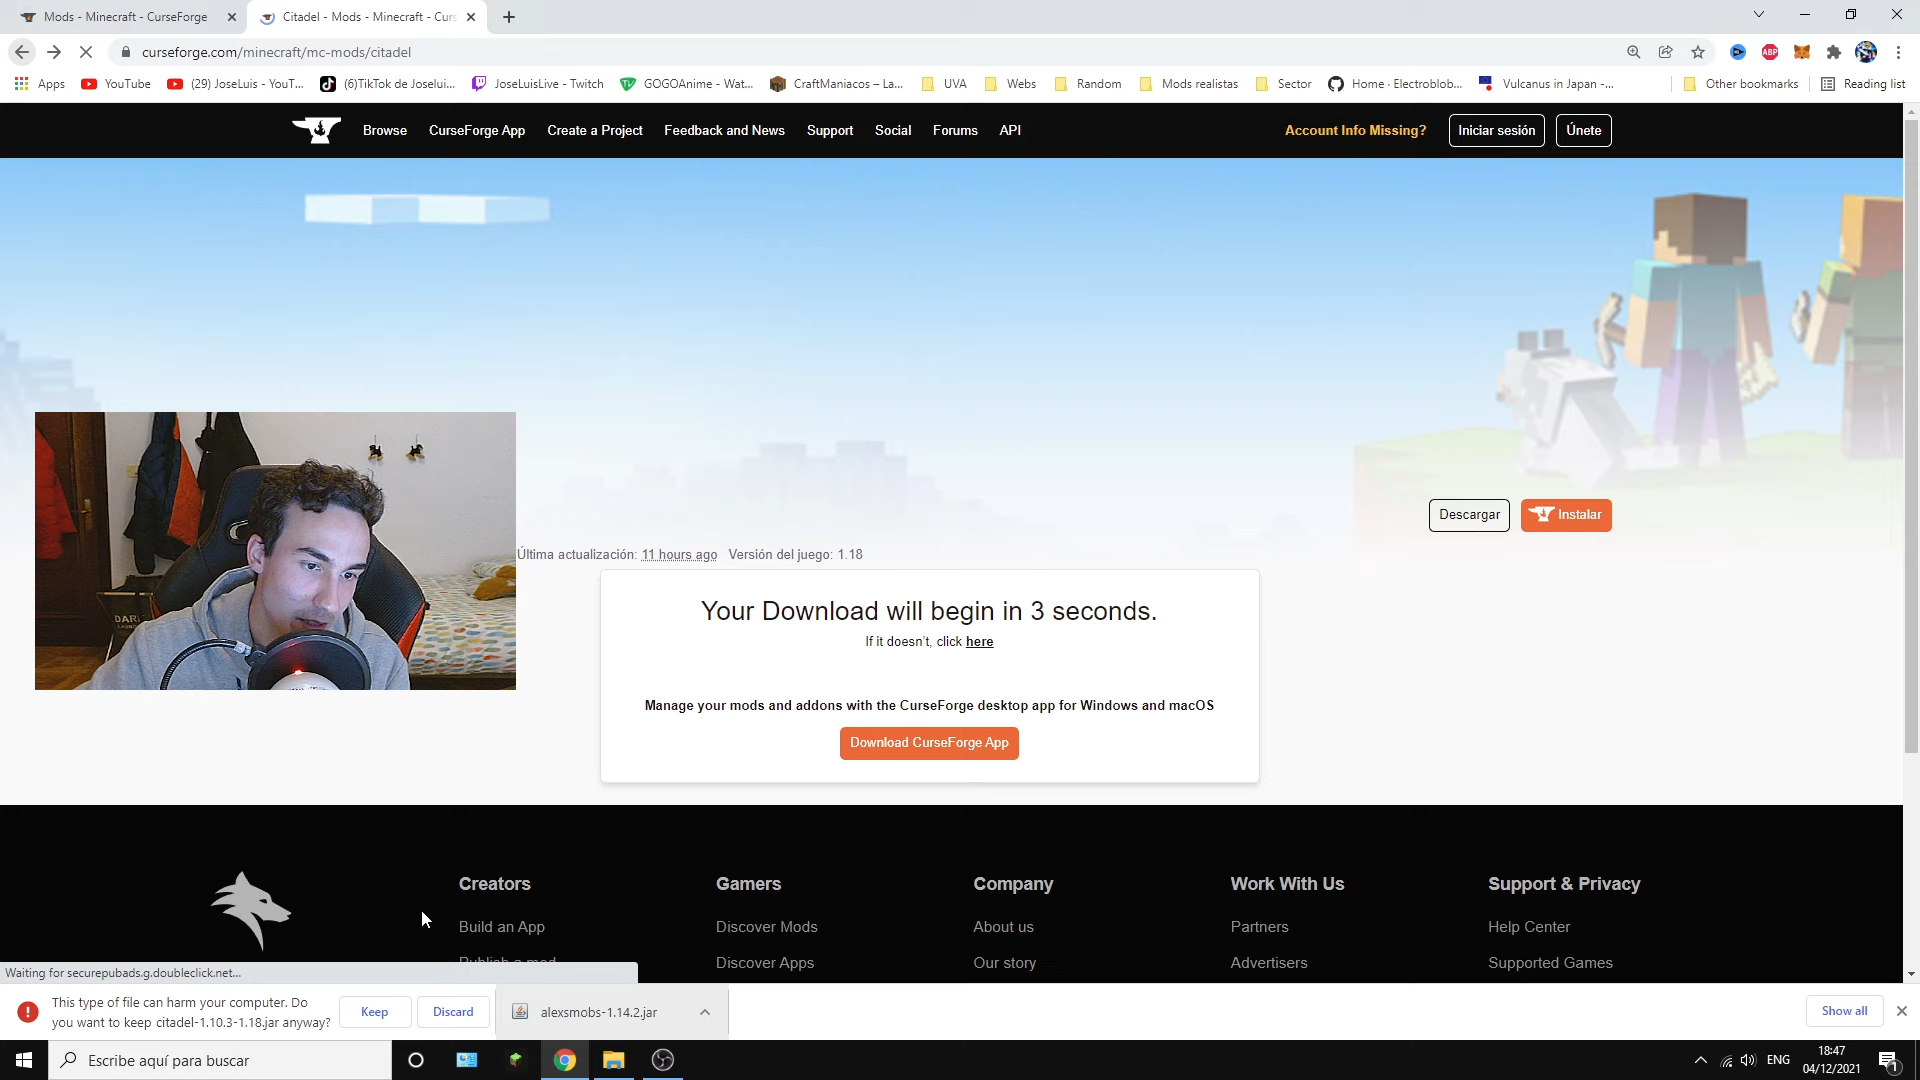 Mods - Minecraft - CurseForge
Citadel - Mods - Minecraft - Curs
curseforge.com/minecraft/mc-mods/citadel
ABP
Apps
YouTube
(29) JoseLuis - YouT...
(6)TikTok de Joselui...
JoseLuisLive - Twitch
GOGOAnime - Wat...
CraftManiacos – La...
UVA
Webs
Random
Mods realistas
Sector
Home · Electroblob...
Vulcanus in Japan -...
Other bookmarks
Reading list
Browse
CurseForge App
Create a Project
Feedback and News
Support
Social
Forums
API
Account Info Missing?
Iniciar sesión
Únete
Descargar
Instalar
Última actualización: 11 hours ago Versión del juego: 1.18
Your Download will begin in 3 seconds.
If it doesn't, click here
Manage your mods and addons with the CurseForge desktop app for Windows and macOS
Download CurseForge App
Creators
Gamers
Company
Work With Us
Support & Privacy
Build an App
Discover Mods
About us
Partners
Help Center
Publish a mod
Discover Apps
Our story
Advertisers
Supported Games
Waiting for securepubads.g.doubleclick.net...
This type of file can harm your computer. Do
you want to keep citadel-1.10.3-1.18.jar anyway?
Keep
Discard
alexsmobs-1.14.2.jar
Show all
Escribe aquí para buscar
ENG
18:47
04/12/2021
1